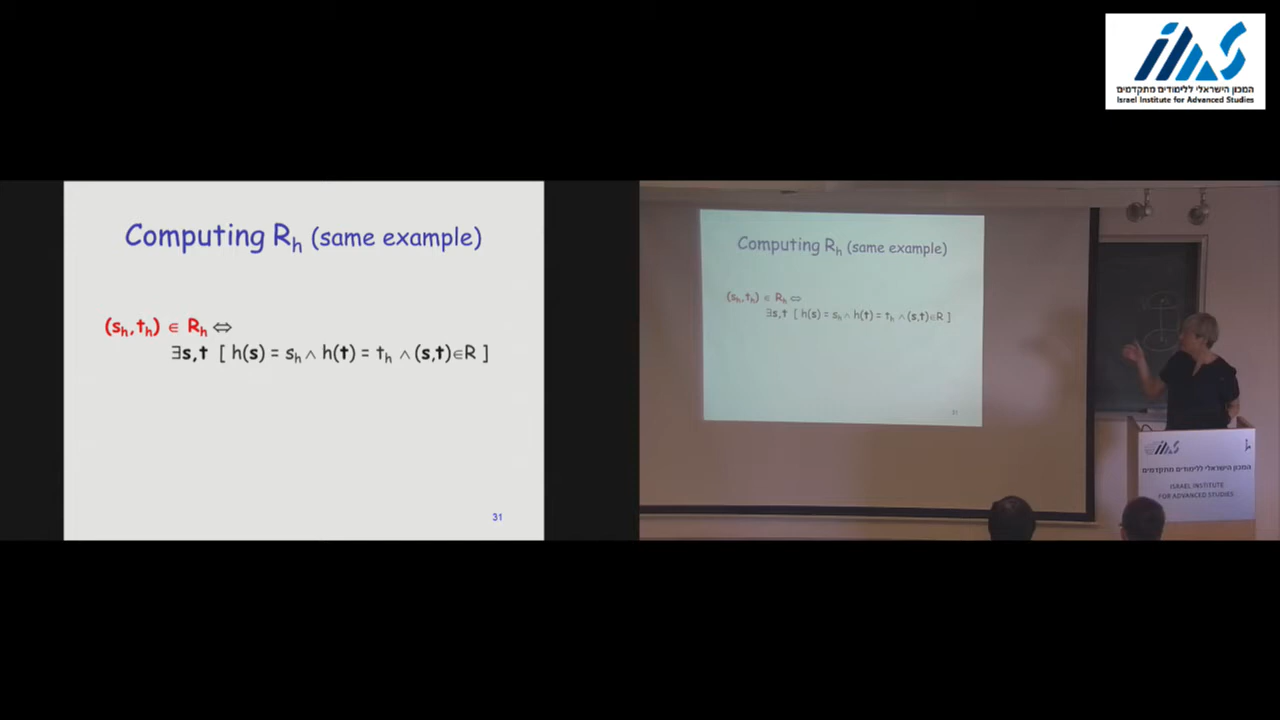 המכון הישראלי ללימודים מתקדמים
Israel Institute for Advanced Studies
Computing Rh (same example)
(sh,th) ∈ Rh ⇔
∃s,t [ h(s) = sh ∧ h(t) = th ∧ (s,t)∈R ]
31
Computing Rh (same example)
(sh,th) ∈ Rh ⇔
∃s,t [ h(s) = sh ∧ h(t) = th ∧ (s,t)∈R ]
31
המכון הישראלי ללימודים מתקדמים
ISRAEL INSTITUTE
FOR ADVANCED STUDIES